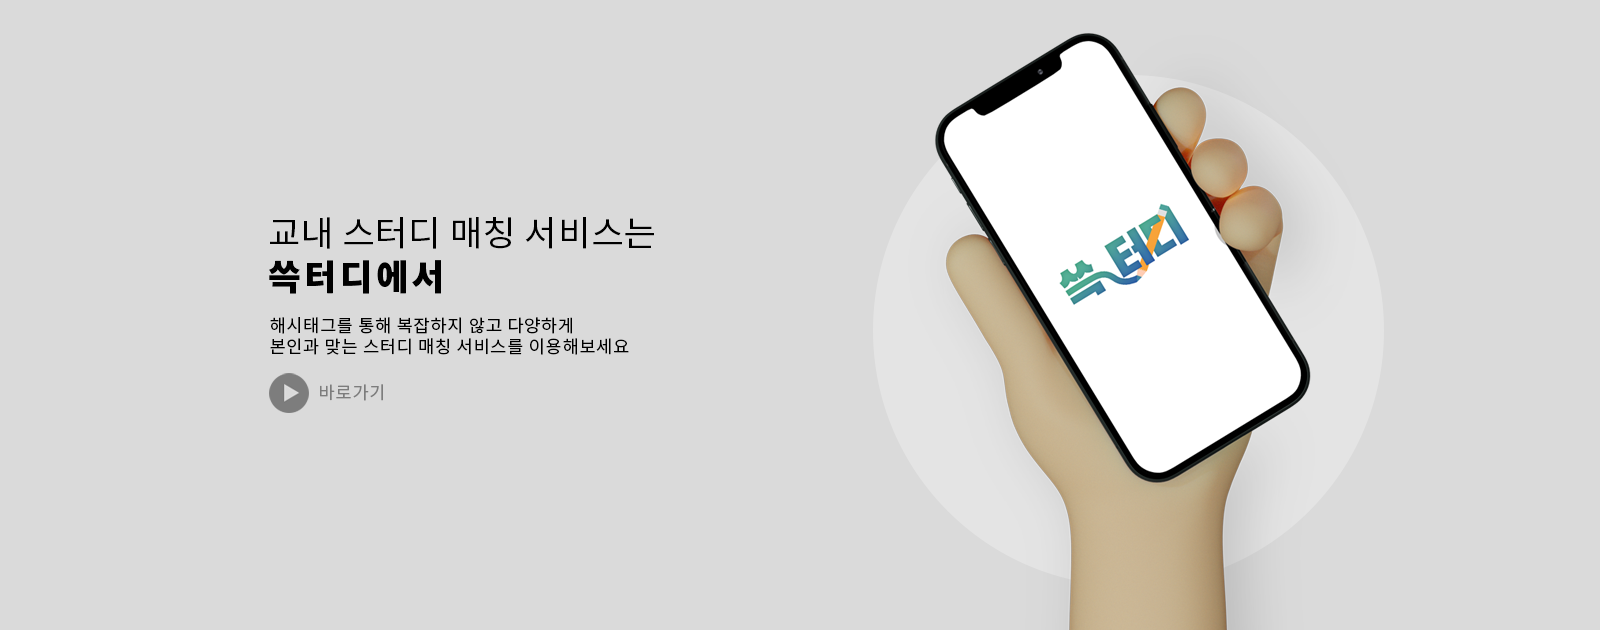 교내 스터디 매칭 서비스는
쓱터디에서
해시태그를 통해 복잡하지 않고 다양하게
본인과 맞는 스터디 매칭 서비스를 이용해보세요
바로가기
쓱터디